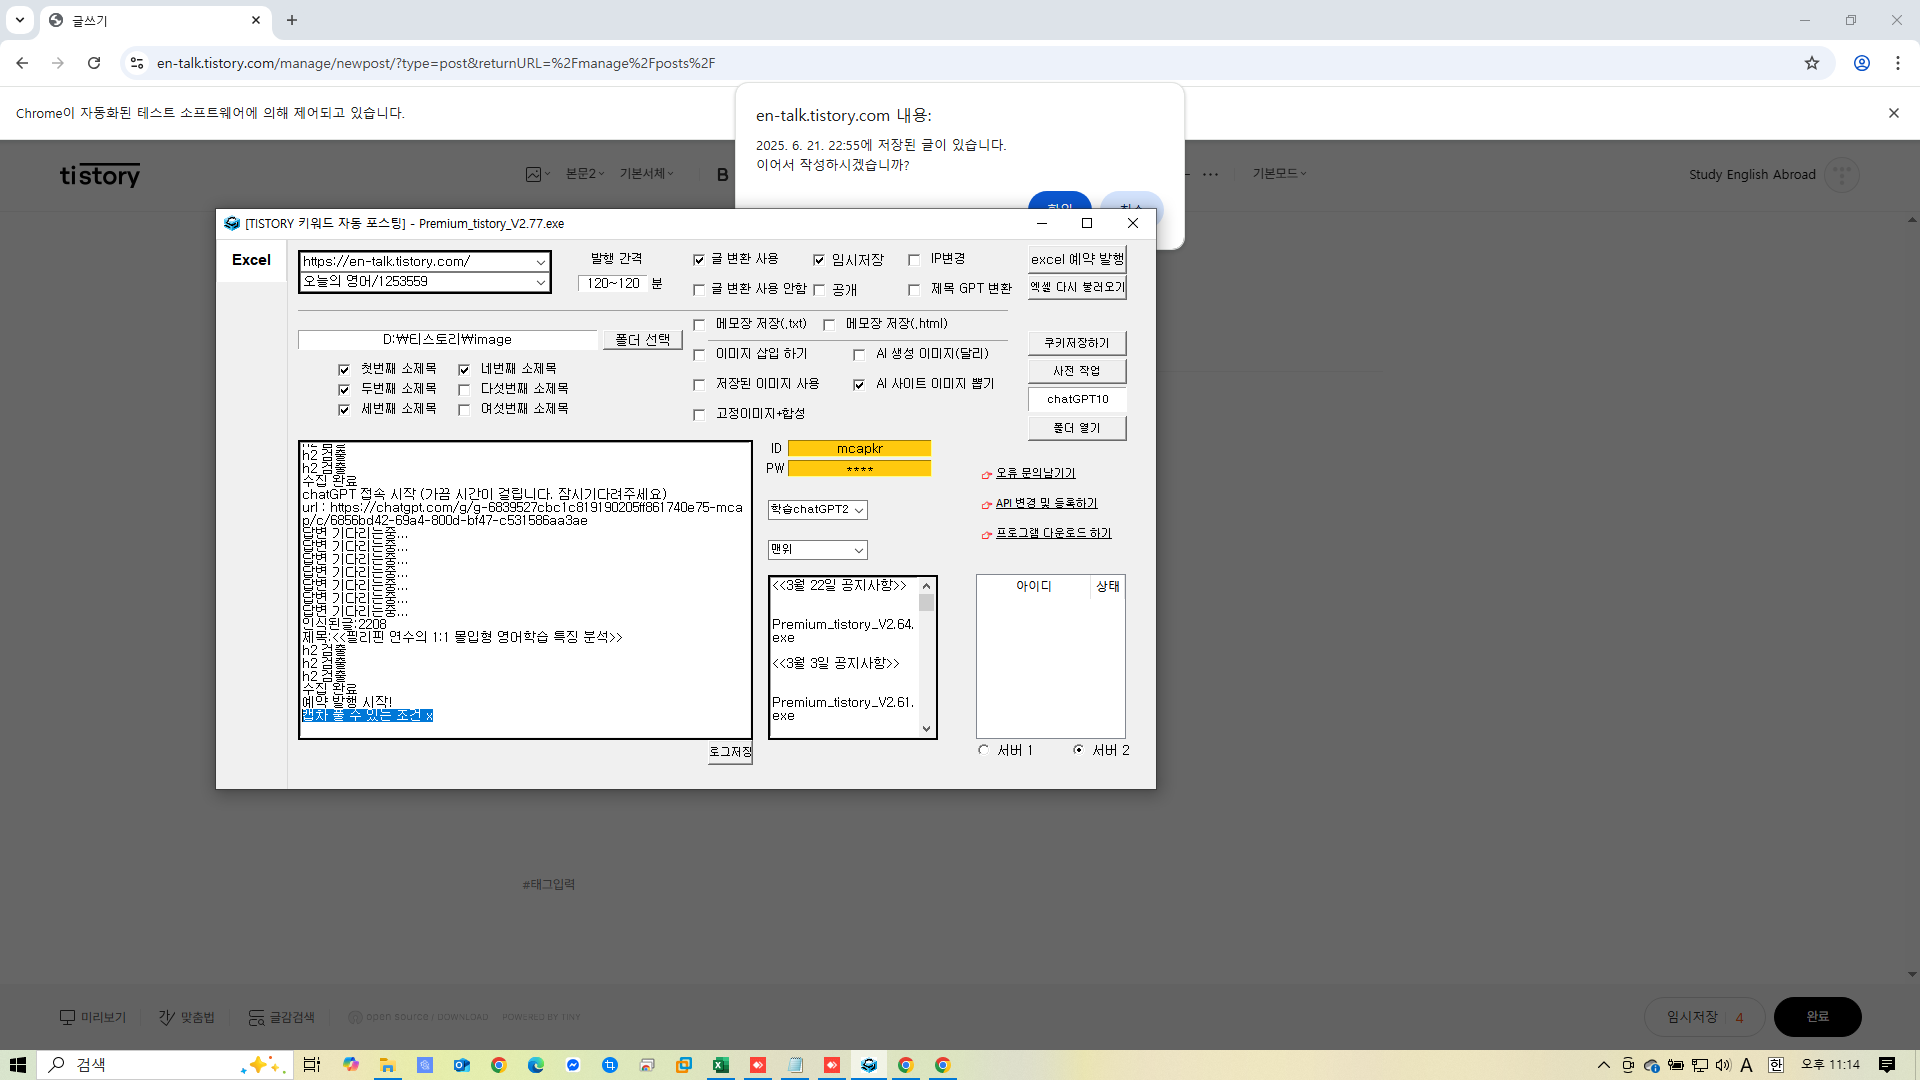 글쓰기
en-talk.tistory.com/manage/newpost/?type=post&returnURL=%2Fmanage%2Fposts%2F
Chrome이 자동화된 테스트 소프트웨어에 의해 제어되고 있습니다.
en-talk.tistory.com 내용:
2025. 6. 21. 22:55에 저장된 글이 있습니다.
이어서 작성하시겠습니까?
tistory
본문2
기본서체
B
기본모드
Study English Abroad
[TISTORY 키워드 자동 포스팅] - Premium_tistory_V2.77.exe
Excel
https://en-talk.tistory.com/
오늘의 영어/1253559
발행 간격
120~120 분
글 변환 사용
임시저장
IP변경
글 변환 사용 안함
공개
제목 GPT 변환
excel 예약 발행
엑셀 다시 불러오기
메모장 저장(.txt)
메모장 저장(.html)
D:₩티스토리₩image
폴더 선택
이미지 삽입 하기
AI 생성 이미지(달리)
저장된 이미지 사용
AI 사이트 이미지 뽑기
고정이미지+합성
첫번째 소제목
네번째 소제목
두번째 소제목
다섯번째 소제목
세번째 소제목
여섯번째 소제목
쿠키저장하기
사전 작업
chatGPT10
폴더 열기
h2 검출
h2 검출
h2 검출
수집 완료
chatGPT 접속 시작 (가끔 시간이 걸립니다. 잠시기다려주세요)
url : https://chatgpt.com/g/g-6839527cbc1c819190205ff861740e75-mca
p/c/6856bd42-69a4-800d-bf47-c531586aa3ae
답변 기다리는중...
답변 기다리는중...
답변 기다리는중...
답변 기다리는중...
답변 기다리는중...
답변 기다리는중...
답변 기다리는중...
인식된글:2208
제목:<<필리핀 연수의 1:1 몰입형 영어학습 특징 분석>>
h2 검출
h2 검출
h2 검출
수집 완료
예약 발행 시작!
캡차 풀 수 있는 조건 x
로그저장
ID mcapkr
PW ****
학습chatGPT2
맨위
오류 문의남기기
API 변경 및 등록하기
프로그램 다운로드 하기
<<3월 22일 공지사항>>
Premium_tistory_V2.64.
exe
<<3월 3일 공지사항>>
Premium_tistory_V2.61.
exe
아이디
상태
서버 1
서버 2
#태그입력
미리보기
맞춤법
글감검색
open source / DOWNLOAD
POWERED BY TINY
임시저장 4
완료
검색
A
한
오후 11:14